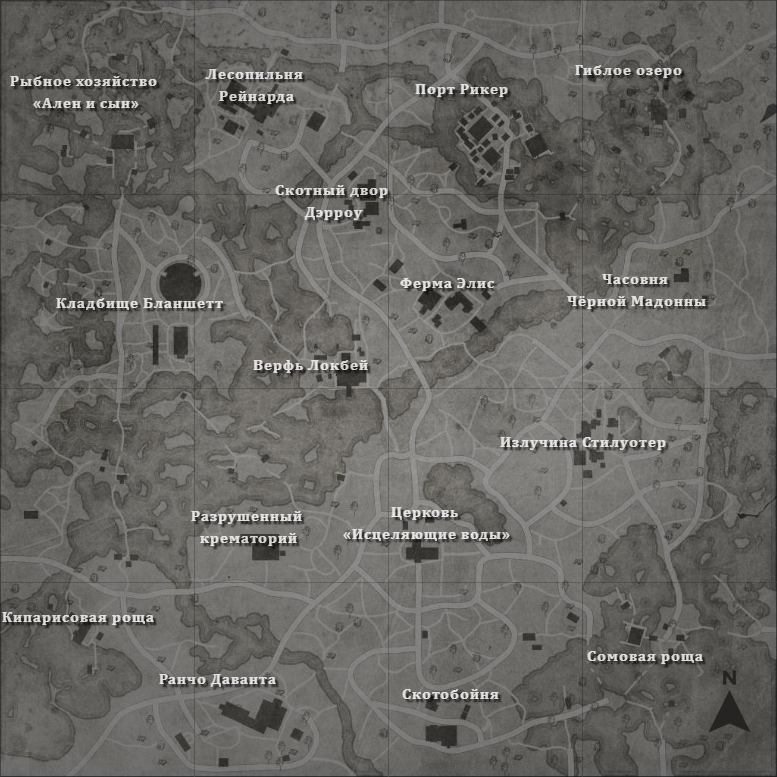 Гиблое озеро
Рыбное хозяйство
«Ален и сын»
Лесопильня
Рейнарда
Порт Рикер
Скотный двор
Дэрроу
Ферма Элис
Часовня
Чёрной Мадонны
Кладбище Бланшетт
Верфь Локбей
Излучина Стилуотер
Разрушенный
крематорий
Церковь
«Исцеляющие воды»
Кипарисовая роща
Сомовая роща
Ранчо Даванта
Скотобойня
N